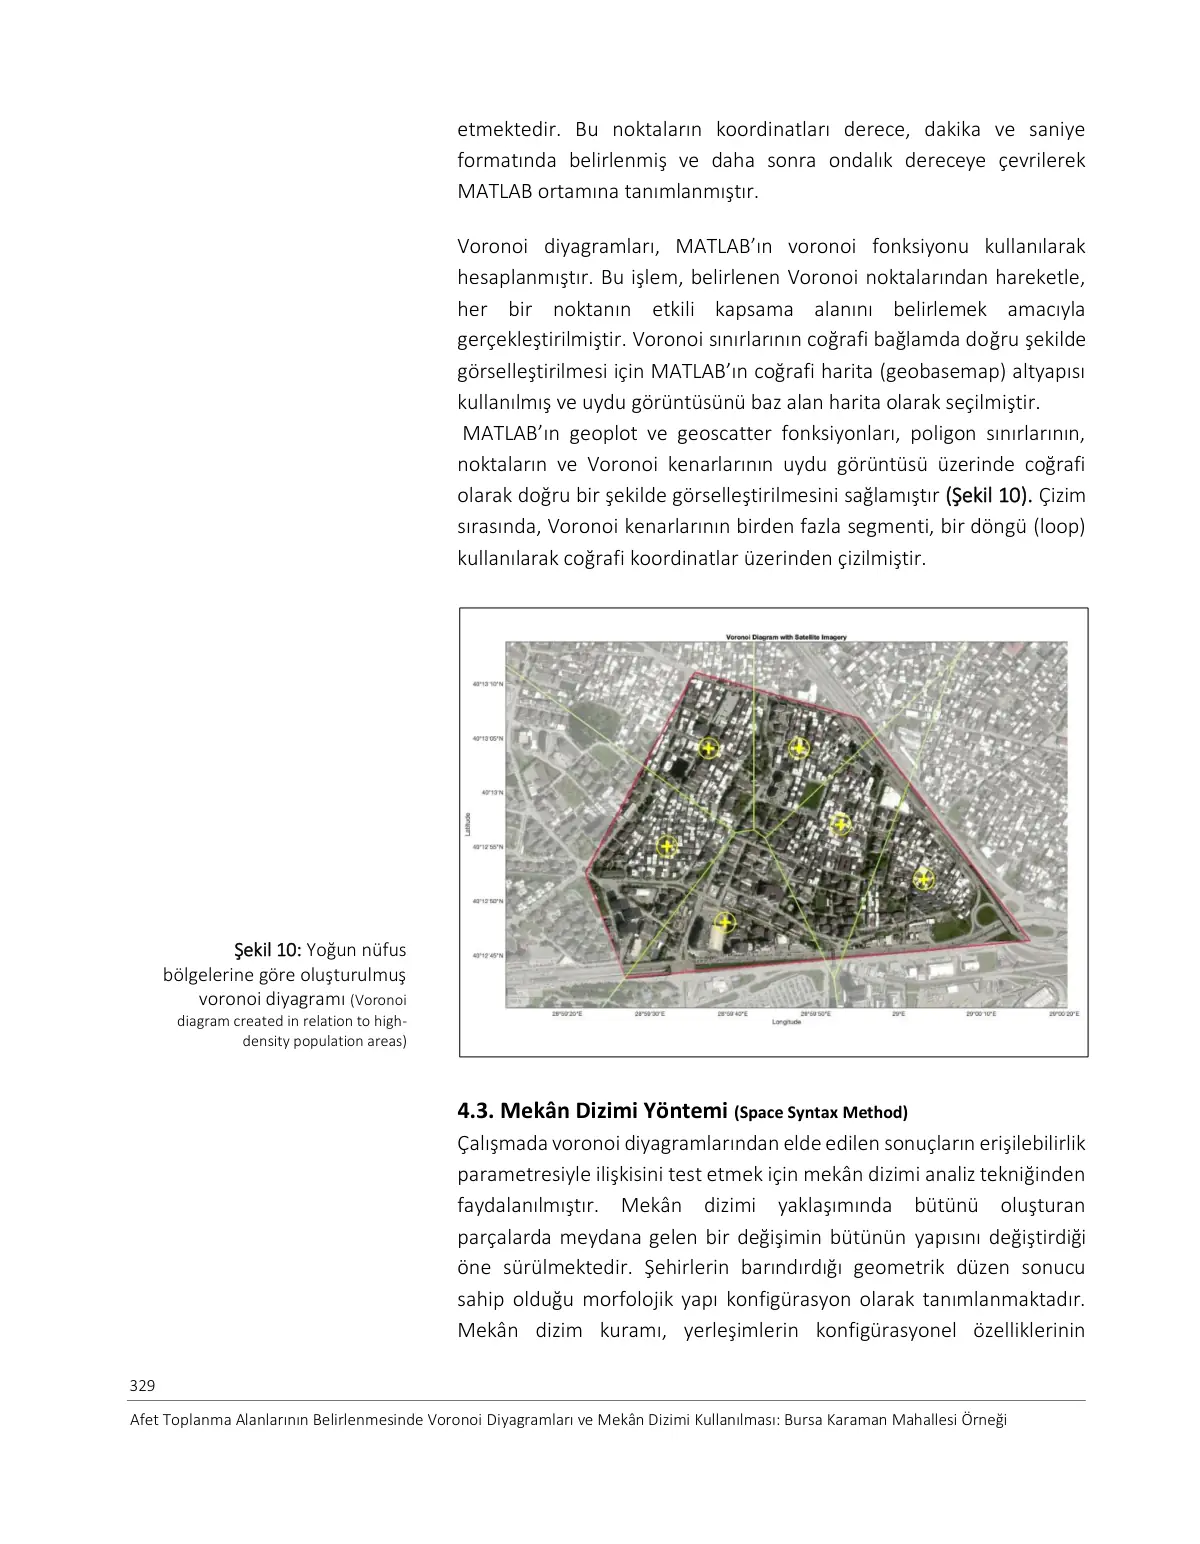 etmektedir. Bu noktaların koordinatları derece, dakika ve saniye
formatında belirlenmiş ve daha sonra ondalık dereceye çevrilerek
MATLAB ortamına tanımlanmıştır.
Voronoi diyagramları, MATLAB’ın voronoi fonksiyonu kullanılarak
hesaplanmıştır. Bu işlem, belirlenen Voronoi noktalarından hareketle,
her bir noktanın etkili kapsama alanını belirlemek amacıyla
gerçekleştirilmiştir. Voronoi sınırlarının coğrafi bağlamda doğru şekilde
görselleştirilmesi için MATLAB’ın coğrafi harita (geobasemap) altyapısı
kullanılmış ve uydu görüntüsünü baz alan harita olarak seçilmiştir.
MATLAB’ın geoplot ve geoscatter fonksiyonları, poligon sınırlarının,
noktaların ve Voronoi kenarlarının uydu görüntüsü üzerinde coğrafi
olarak doğru bir şekilde görselleştirilmesini sağlamıştır (Şekil 10). Çizim
sırasında, Voronoi kenarlarının birden fazla segmenti, bir döngü (loop)
kullanılarak coğrafi koordinatlar üzerinden çizilmiştir.
Voronoi Diagram with Satellite Imagery
40°13'10"N
40°13'05"N
40°13'N
40°12'55"N
40°12'50"N
40°12'45"N
Latitude
28°59'20"E 28°59'30"E 28°59'40"E 28°59'50"E 29°E 29°00'10"E 29°00'20"E
Longitude
Şekil 10: Yoğun nüfus
bölgelerine göre oluşturulmuş
voronoi diyagramı (Voronoi
diagram created in relation to high-
density population areas)
4.3. Mekân Dizimi Yöntemi (Space Syntax Method)
Çalışmada voronoi diyagramlarından elde edilen sonuçların erişilebilirlik
parametresiyle ilişkisini test etmek için mekân dizimi analiz tekniğinden
faydalanılmıştır. Mekân dizimi yaklaşımında bütünü oluşturan
parçalarda meydana gelen bir değişimin bütünün yapısını değiştirdiği
öne sürülmektedir. Şehirlerin barındırdığı geometrik düzen sonucu
sahip olduğu morfolojik yapı konfigürasyon olarak tanımlanmaktadır.
Mekân dizim kuramı, yerleşimlerin konfigürasyonel özelliklerinin
329
Afet Toplanma Alanlarının Belirlenmesinde Voronoi Diyagramları ve Mekân Dizimi Kullanılması: Bursa Karaman Mahallesi Örneği